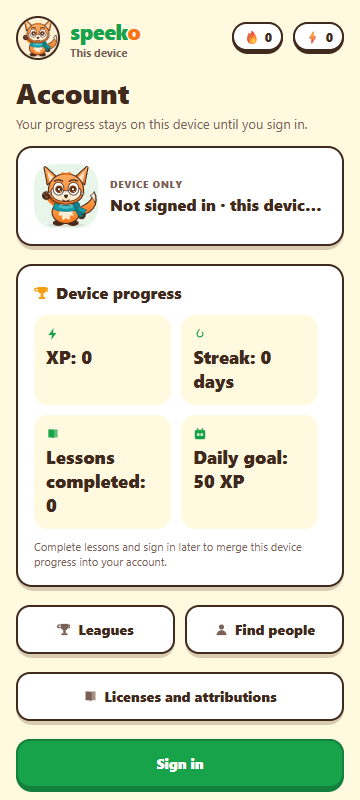 speeko
This device
0
0
Account
Your progress stays on this device until you sign in.
DEVICE ONLY
Not signed in · this devic...
Device progress
XP: 0
Streak: 0
days
Lessons
completed:
0
Daily goal:
50 XP
Complete lessons and sign in later to merge this device
progress into your account.
Leagues
Find people
Licenses and attributions
Sign in